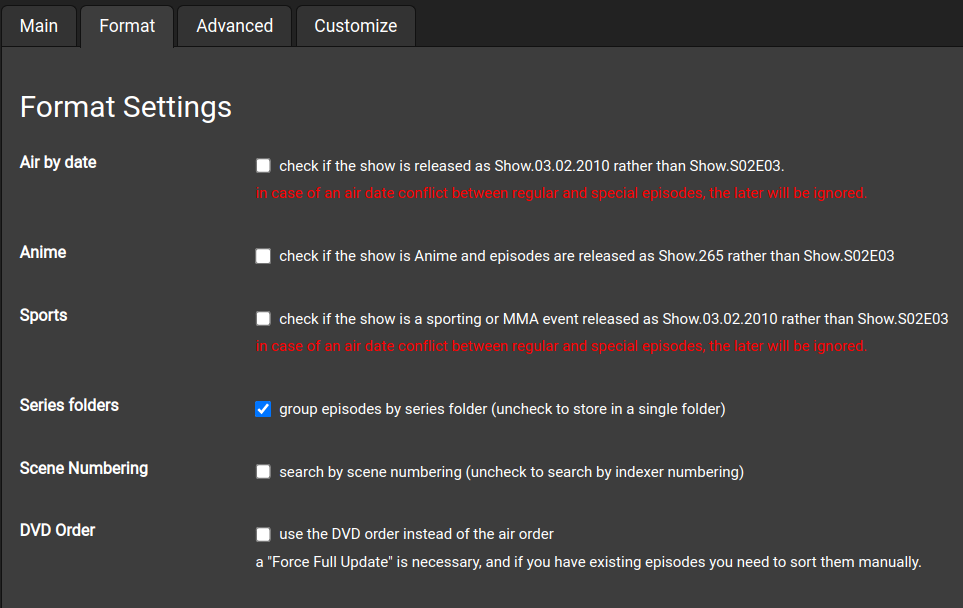 Main Format Advanced Customize
Format Settings
Air by date
check if the show is released as Show.03.02.2010 rather than Show.S02E03.
In case of an air date conflict between regular and special episodes, the later will be ignored.
Anime
check if the show is Anime and episodes are released as Show.265 rather than Show.S02E03
Sports
check if the show is a sporting or MMA event released as Show.03.02.2010 rather than Show.S02E03
In case of an air date conflict between regular and special episodes, the later will be ignored.
Series folders
group episodes by series folder (uncheck to store in a single folder)
Scene Numbering
search by scene numbering (uncheck to search by indexer numbering)
DVD Order
use the DVD order instead of the air order
a "Force Full Update" is necessary, and if you have existing episodes you need to sort them manually.